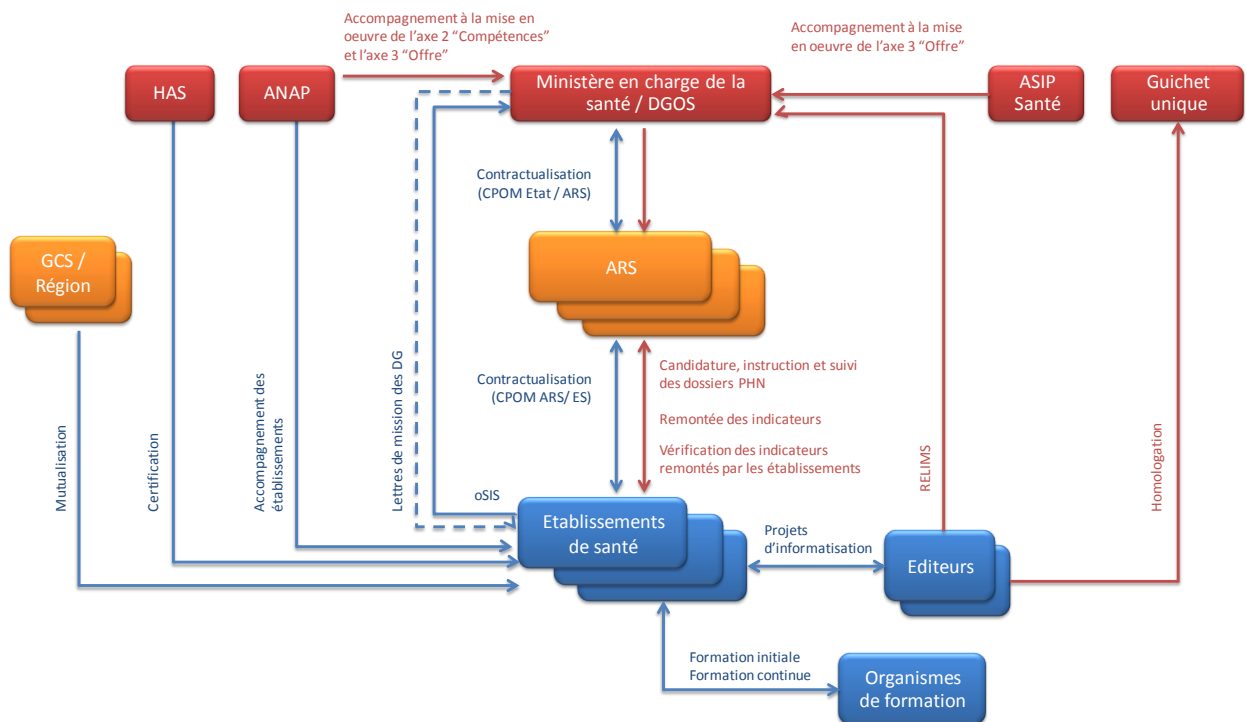 Accompagnement à la mise en
oeuvre de l'axe 2 "Compétences"
et l'axe 3 "Offre"
Accompagnement à la mise
en oeuvre de l'axe 3 "Offre"
HAS
ANAP
Ministère en charge de la
santé / DGOS
ASIP
Santé
Guichet
unique
Contractualisation
(CPOM Etat / ARS)
GCS /
Région
ARS
Candidature, instruction et suivi
des dossiers PHN
Contractualisation
(CPOM ARS/ ES)
Remontée des indicateurs
Vérification des indicateurs
remontés par les établissements
Mutualisation
Certification
Accompagnement des
établissements
Lettres de mission des DG
RELIMS
Homologation
oSIS
Etablissements
de santé
Projets
d'informatisation
Editeurs
Formation initiale
Formation continue
Organismes
de formation